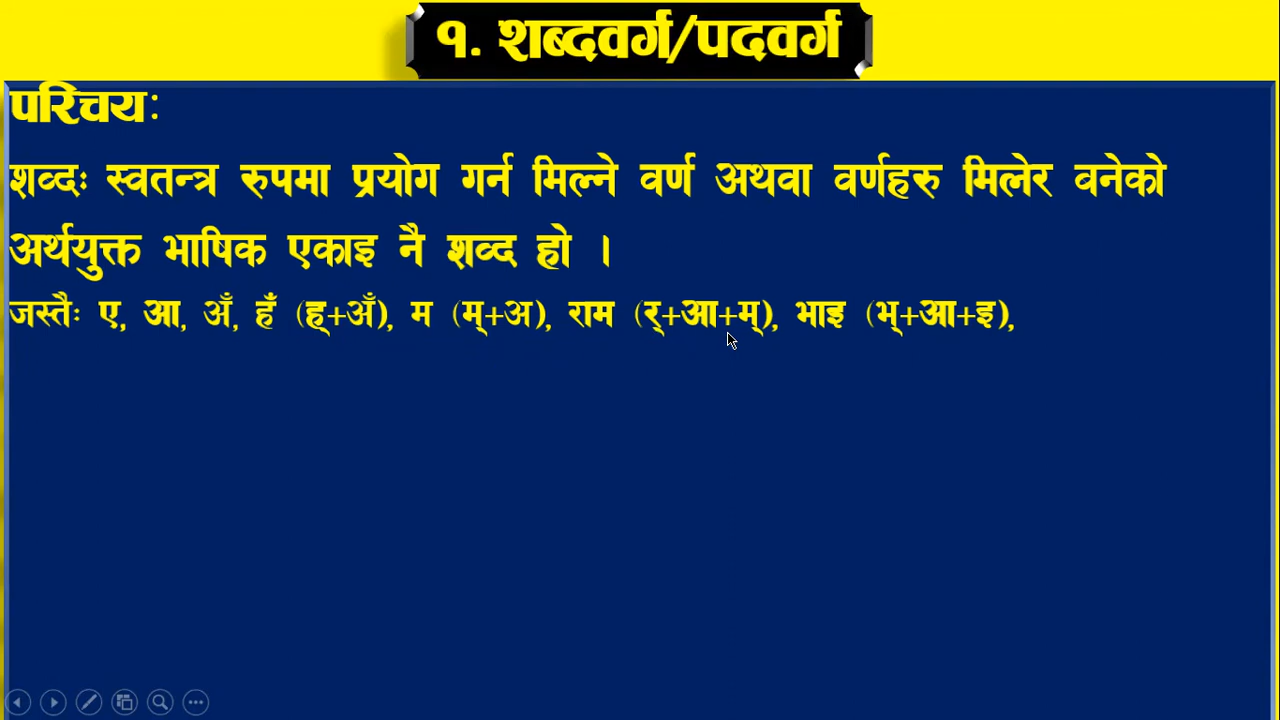 १. शब्दवर्ग/पदवर्ग
परिचय:
शव्दः स्वतन्त्र रुपमा प्रयोग गर्न मिल्ने वर्ण अथवा वर्णहरु मिलेर वनेको
अर्थयुक्त भाषिक एकाइ नै शव्द हो ।
जस्तैः ए, आ, अँ, हँ (ह्+अँ), म (म्+अ), राम (र्+आ+म्), भाइ (भ्+आ+इ),